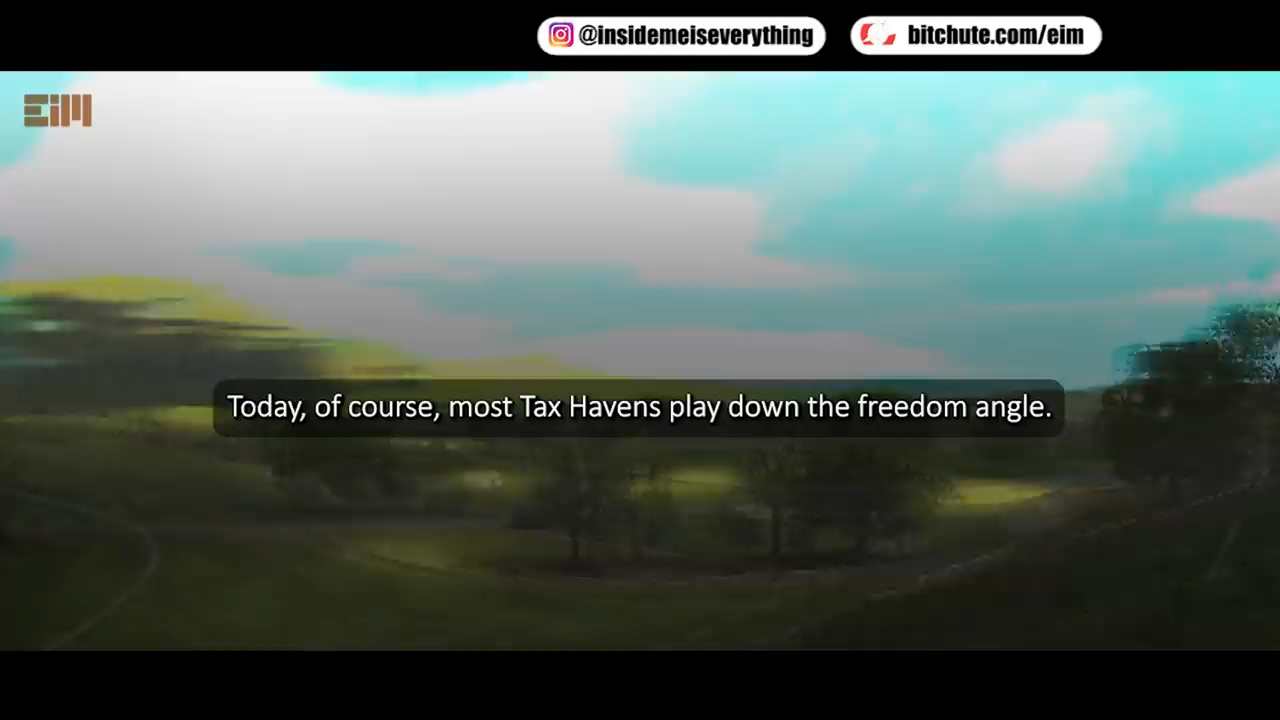 @insidemeiseverything
bitchute.com/eim
EiM
Today, of course, most Tax Havens play down the freedom angle.